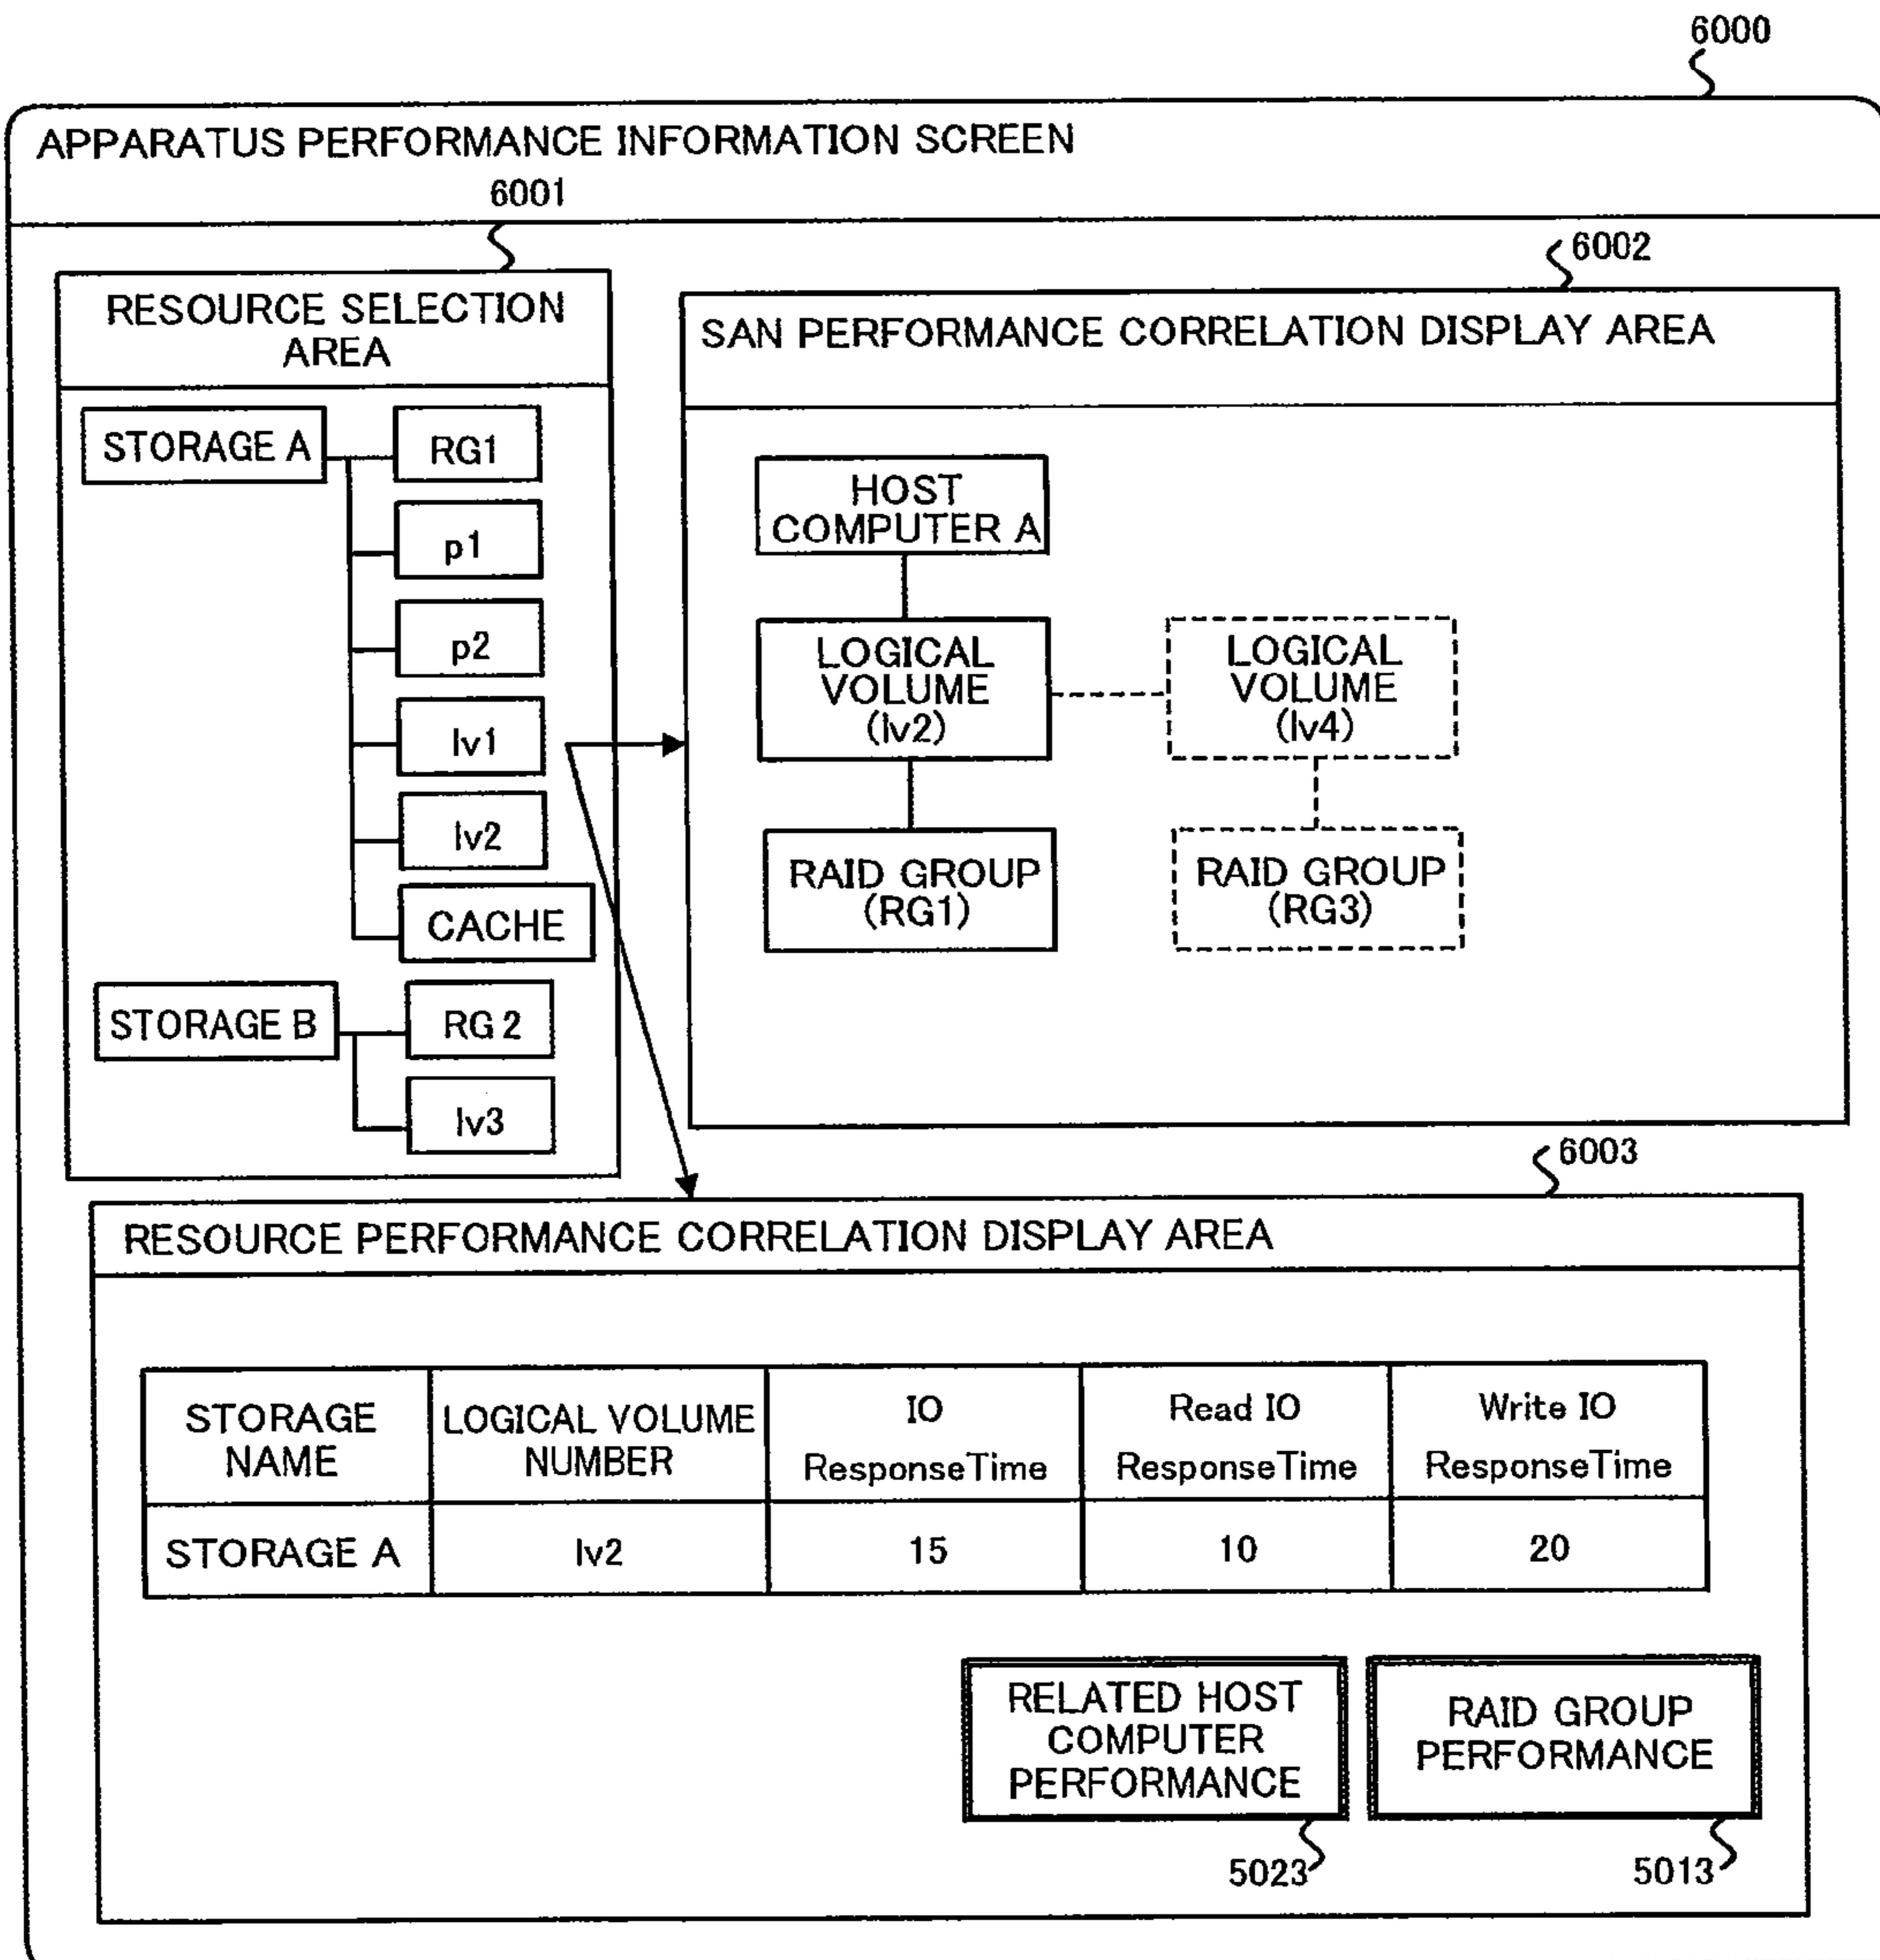 6000
APPARATUS PERFORMANCE INFORMATION SCREEN
6001
RESOURCE SELECTION
AREA
STORAGE A
RG1
p1
p2
lv1
lv2
CACHE
STORAGE B
RG 2
lv3
6002
SAN PERFORMANCE CORRELATION DISPLAY AREA
HOST
COMPUTER A
LOGICAL
VOLUME
(lv2)
LOGICAL
VOLUME
(lv4)
RAID GROUP
(RG1)
RAID GROUP
(RG3)
6003
RESOURCE PERFORMANCE CORRELATION DISPLAY AREA
STORAGE
NAME
LOGICAL VOLUME
NUMBER
IO
ResponseTime
Read IO
ResponseTime
Write IO
ResponseTime
STORAGE A
lv2
15
10
20
RELATED HOST
COMPUTER
PERFORMANCE
RAID GROUP
PERFORMANCE
5023
5013